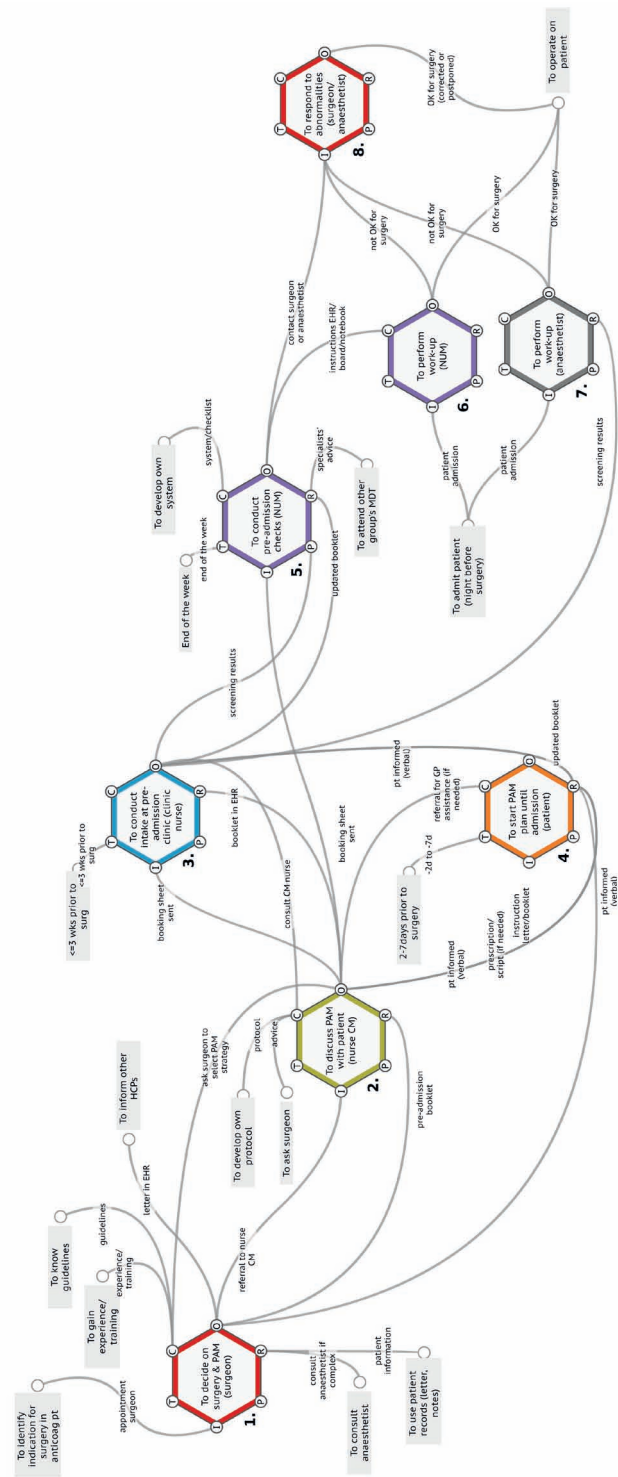 To identify
indication for
surgery in
anticoag pt
appointment
surgeon
To gain
experience/
training
experience/
training
To know
guidelines
guidelines
To inform other
HCPs
letter in EHR
T
C
I
O
P
R
To decide on
surgery & PAM
(surgeon)
1.
consult
anaesthetist if
complex
To consult
anaesthetist
patient
information
To use patient
records (letter,
notes)
ask surgeon to
select PAM
strategy
referral to nurse
CM
pre-admission
booklet
To develop own
protocol
protocol
To ask surgeon
advice
T
C
I
O
P
R
To discuss PAM
with patient
(nurse CM)
2.
consult CM nurse
booking sheet
sent
booklet in EHR
booking sheet
sent
<=3 wks prior to
surg
<=3 wks prior to
surg
T
C
I
O
P
R
To conduct
intake at pre-
admission
clinic (clinic
nurse)
3.
screening results
updated booklet
pt informed
(verbal)
prescription/
script (if needed)
instruction
letter/booklet
2-7days prior to
surgery
-2d to -7d
referral for GP
assistance (if
needed)
pt informed
(verbal)
T
C
I
O
P
R
To start PAM
plan until
admission
(patient)
4.
updated booklet
pt informed
(verbal)
End of the week
end of the week
To develop own
system
system/checklist
T
C
I
O
P
R
To conduct
pre-admission
checks (NUM)
5.
specialists'
advice
To attend other
group's MDT
contact surgeon
or anaesthetist
instructions EHR/
board/notebook
To admit patient
(night before
surgery)
patient
admission
patient
admission
T
C
I
O
P
R
To perform
work-up
(NUM)
6.
T
C
I
O
P
R
To perform
work-up
(anaesthetist)
7.
screening results
not OK for
surgery
not OK for
surgery
OK for surgery
OK for surgery
T
C
I
O
P
R
To respond to
abnormalities
(surgeon/
anaesthetist)
8.
OK for surgery
(corrected or
postponed)
To operate on
patient